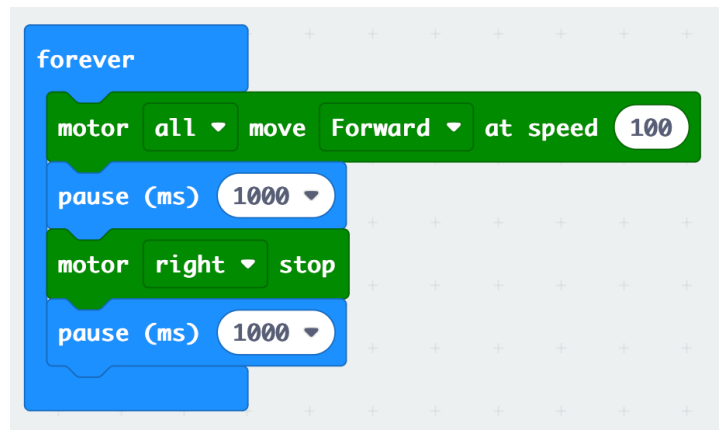 forever
motor all move Forward at speed 100
pause (ms) 1000
motor right stop
pause (ms) 1000